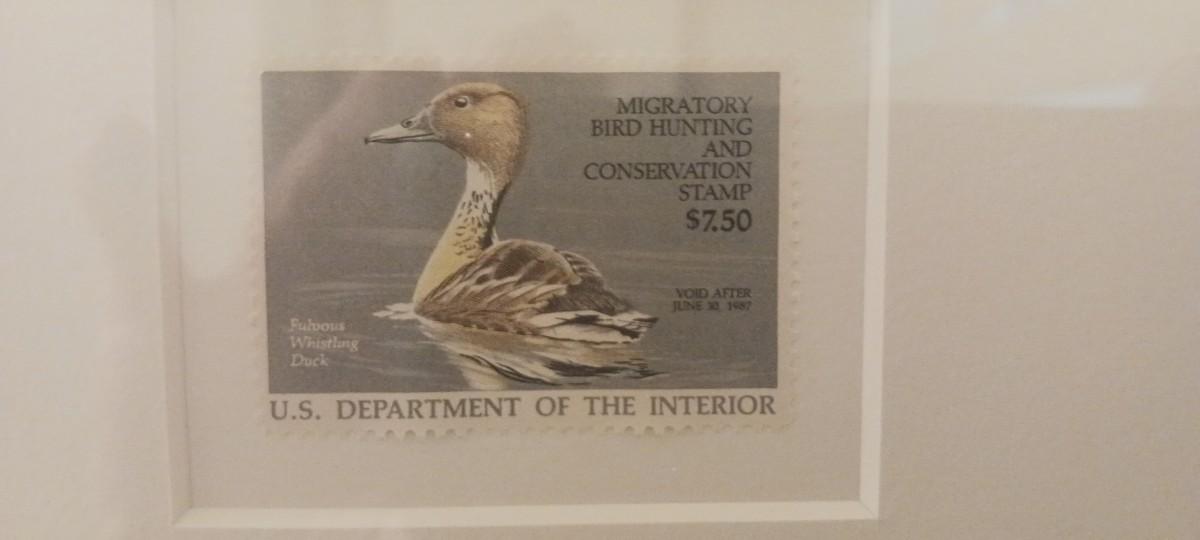 MIGRATORY
BIRD HUNTING
AND
CONSERVATION
STAMP
$7.50
VOID AFTER
JUNE 30, 1987
Fulvous
Whistling
Duck
U.S. DEPARTMENT OF THE INTERIOR